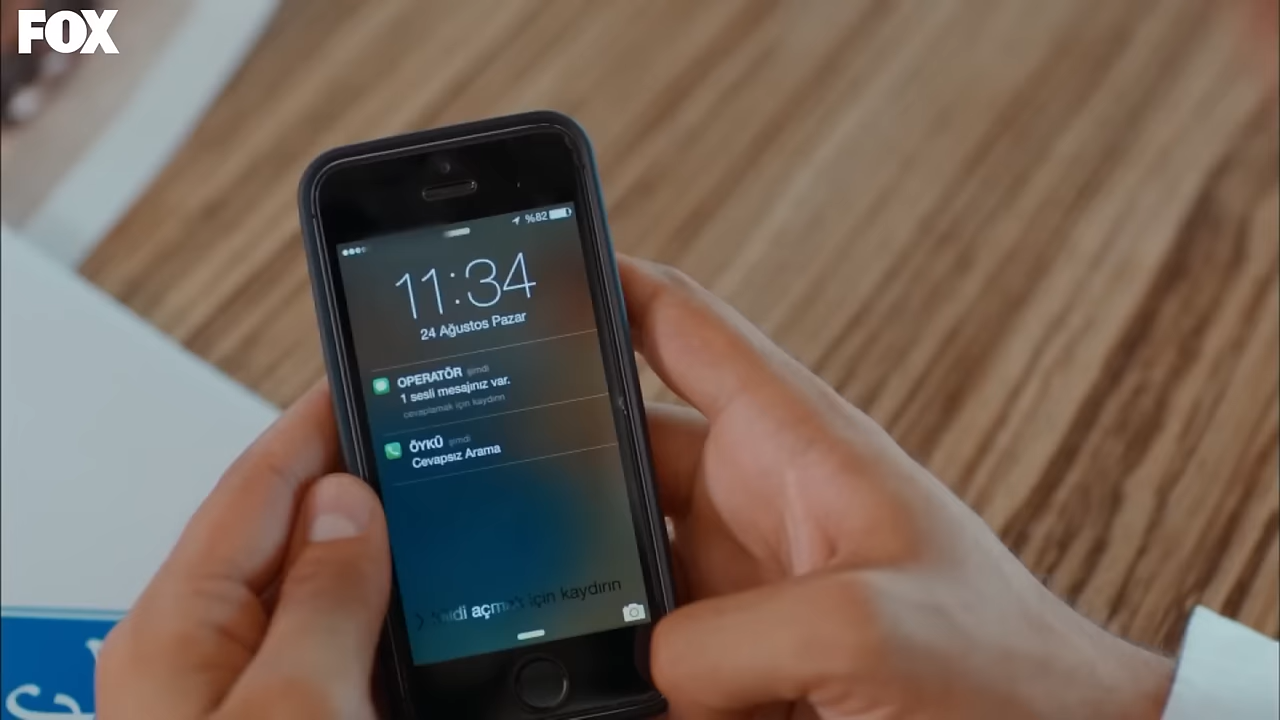 FOX
%82
11:34
24 Ağustos Pazar
OPERATÖR şimdi
1 sesli mesajınız var.
cevaplamak için kaydırın
ÖYKÜ şimdi
Cevapsız Arama
açmak için kaydırın